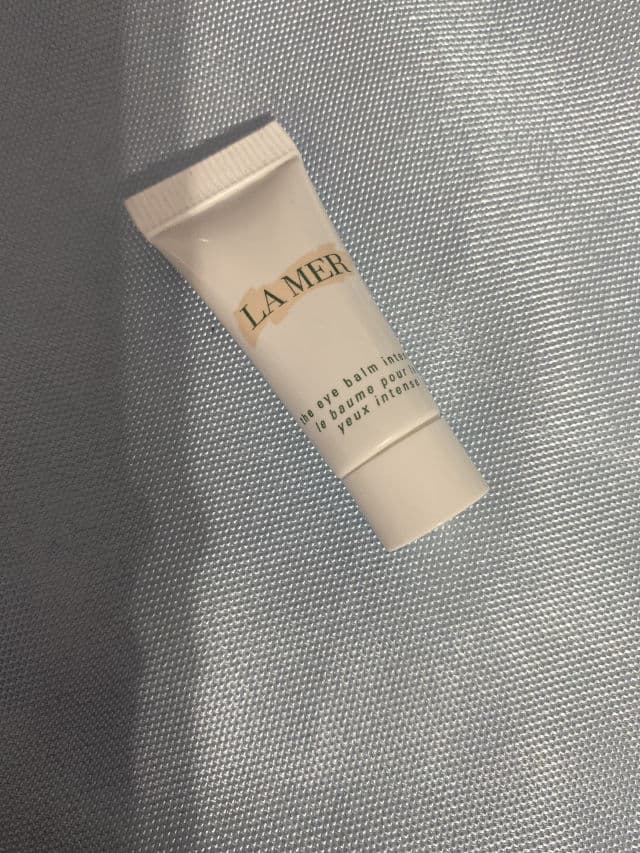 LA MER
the eye balm
le baume pour
yeux intense